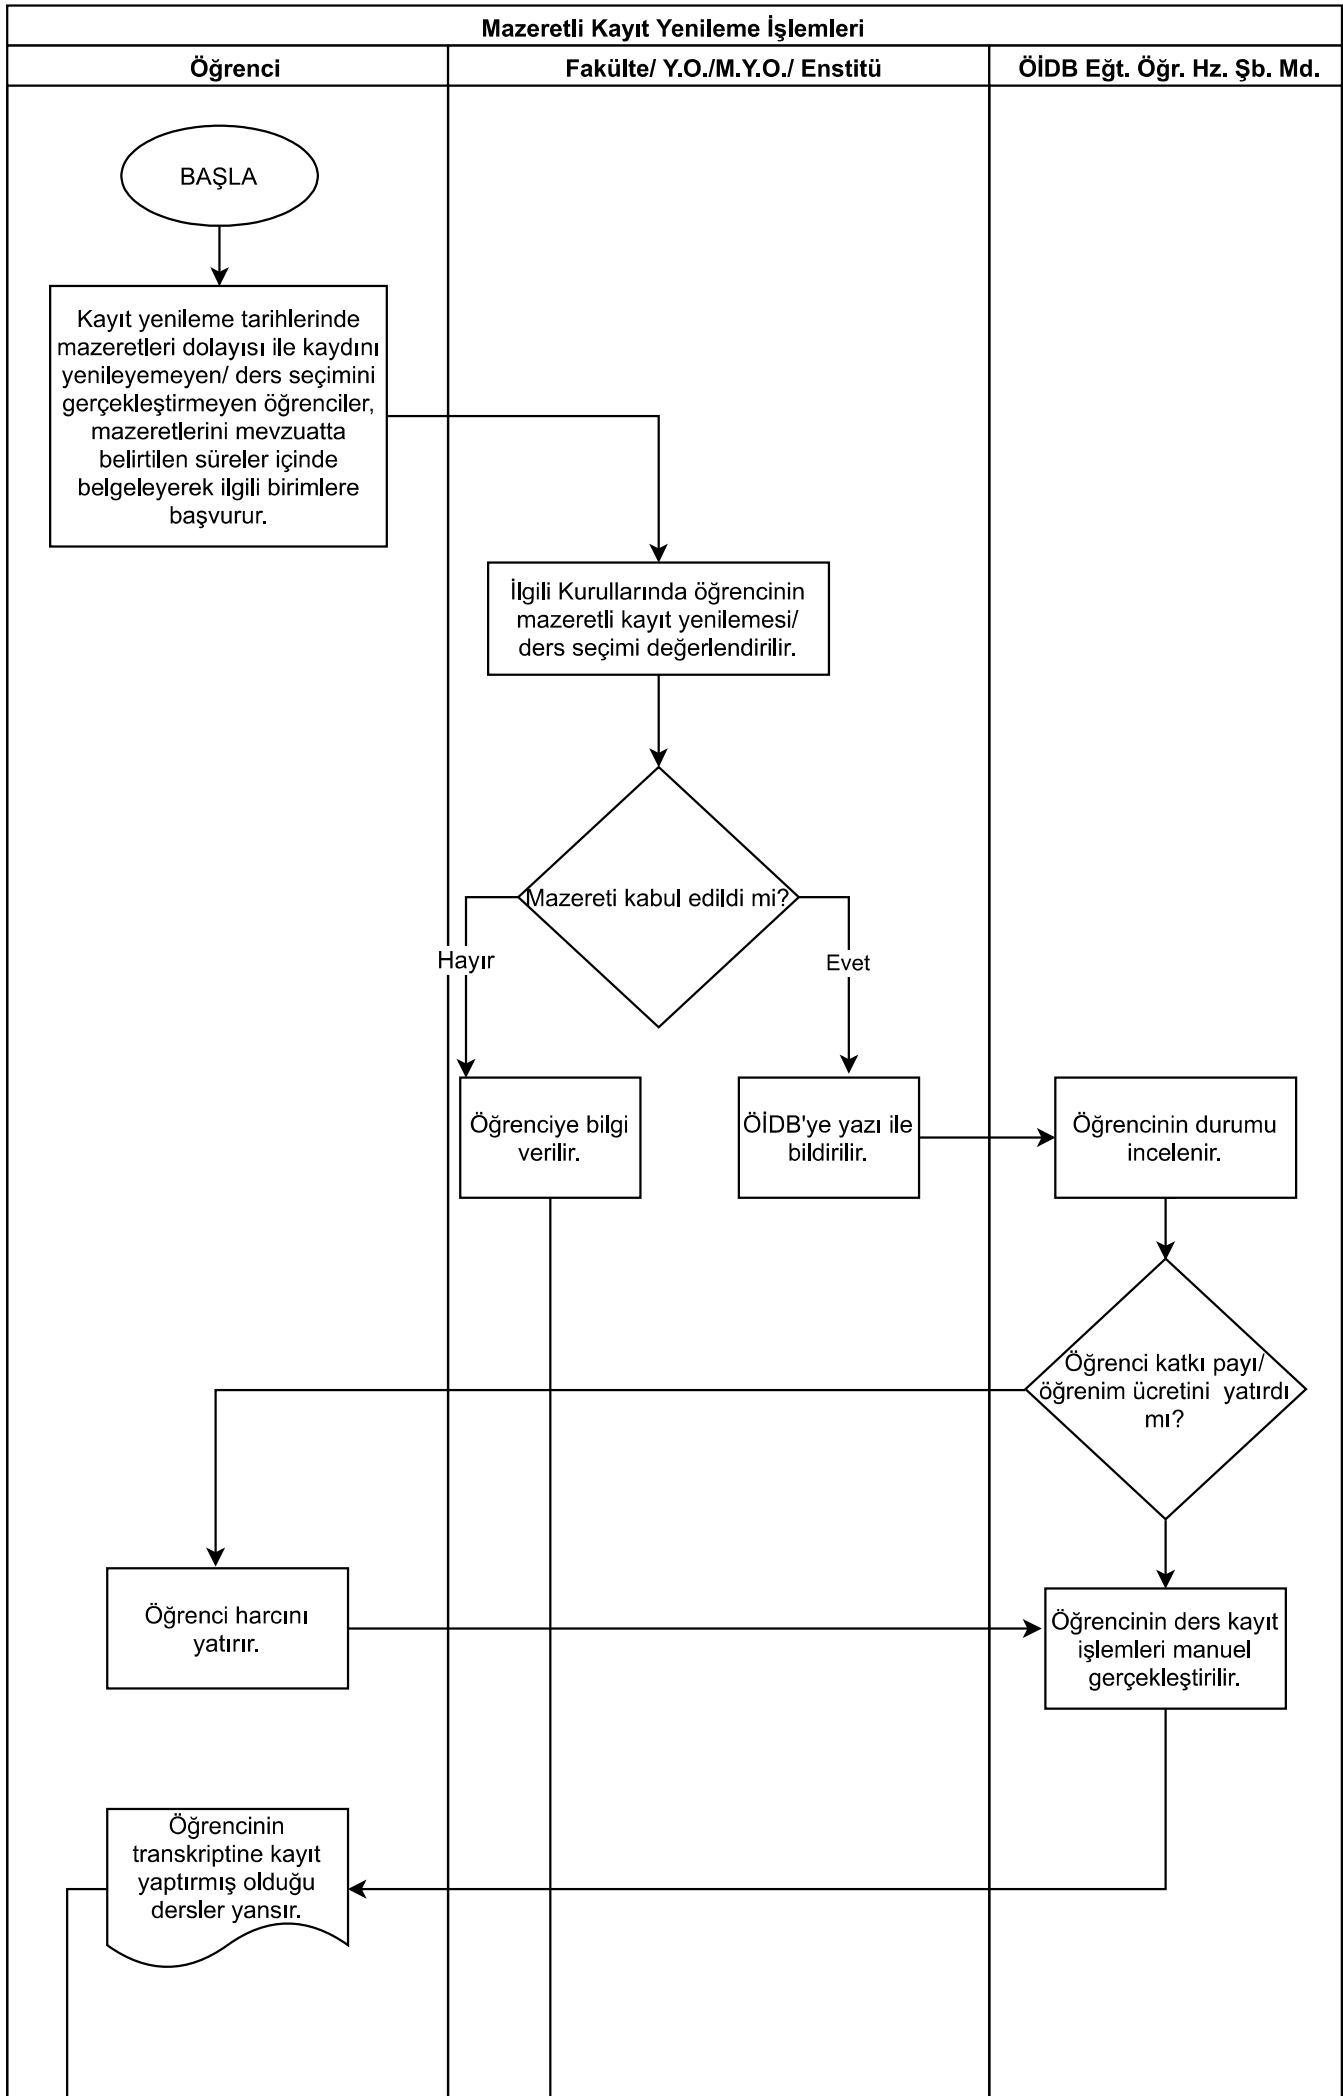 Mazeretli Kayıt Yenileme İşlemleri
Öğrenci
Fakülte/ Y.O./M.Y.O./ Enstitü
ÖİDB Eğt. Öğr. Hz. Şb. Md.
BAŞLA
Kayıt yenileme tarihlerinde
mazeretleri dolayısı ile kaydını
yenileyemeyen/ ders seçimini
gerçekleştirmeyen öğrenciler,
mazeretlerini mevzuatta
belirtilen süreler içinde
belgeleyerek ilgili birimlere
başvurur.
İlgili Kurullarında öğrencinin
mazeretli kayıt yenilemesi/
ders seçimi değerlendirilir.
Mazereti kabul edildi mi?
Hayır
Evet
Öğrenciye bilgi
verilir.
ÖİDB'ye yazı ile
bildirilir.
Öğrencinin durumu
incelenir.
Öğrenci katkı payı/
öğrenim ücretini  yatırdı
mı?
Öğrenci harcını
yatırır.
Öğrencinin ders kayıt
işlemleri manuel
gerçekleştirilir.
Öğrencinin
transkriptine kayıt
yaptırmış olduğu
dersler yansır.